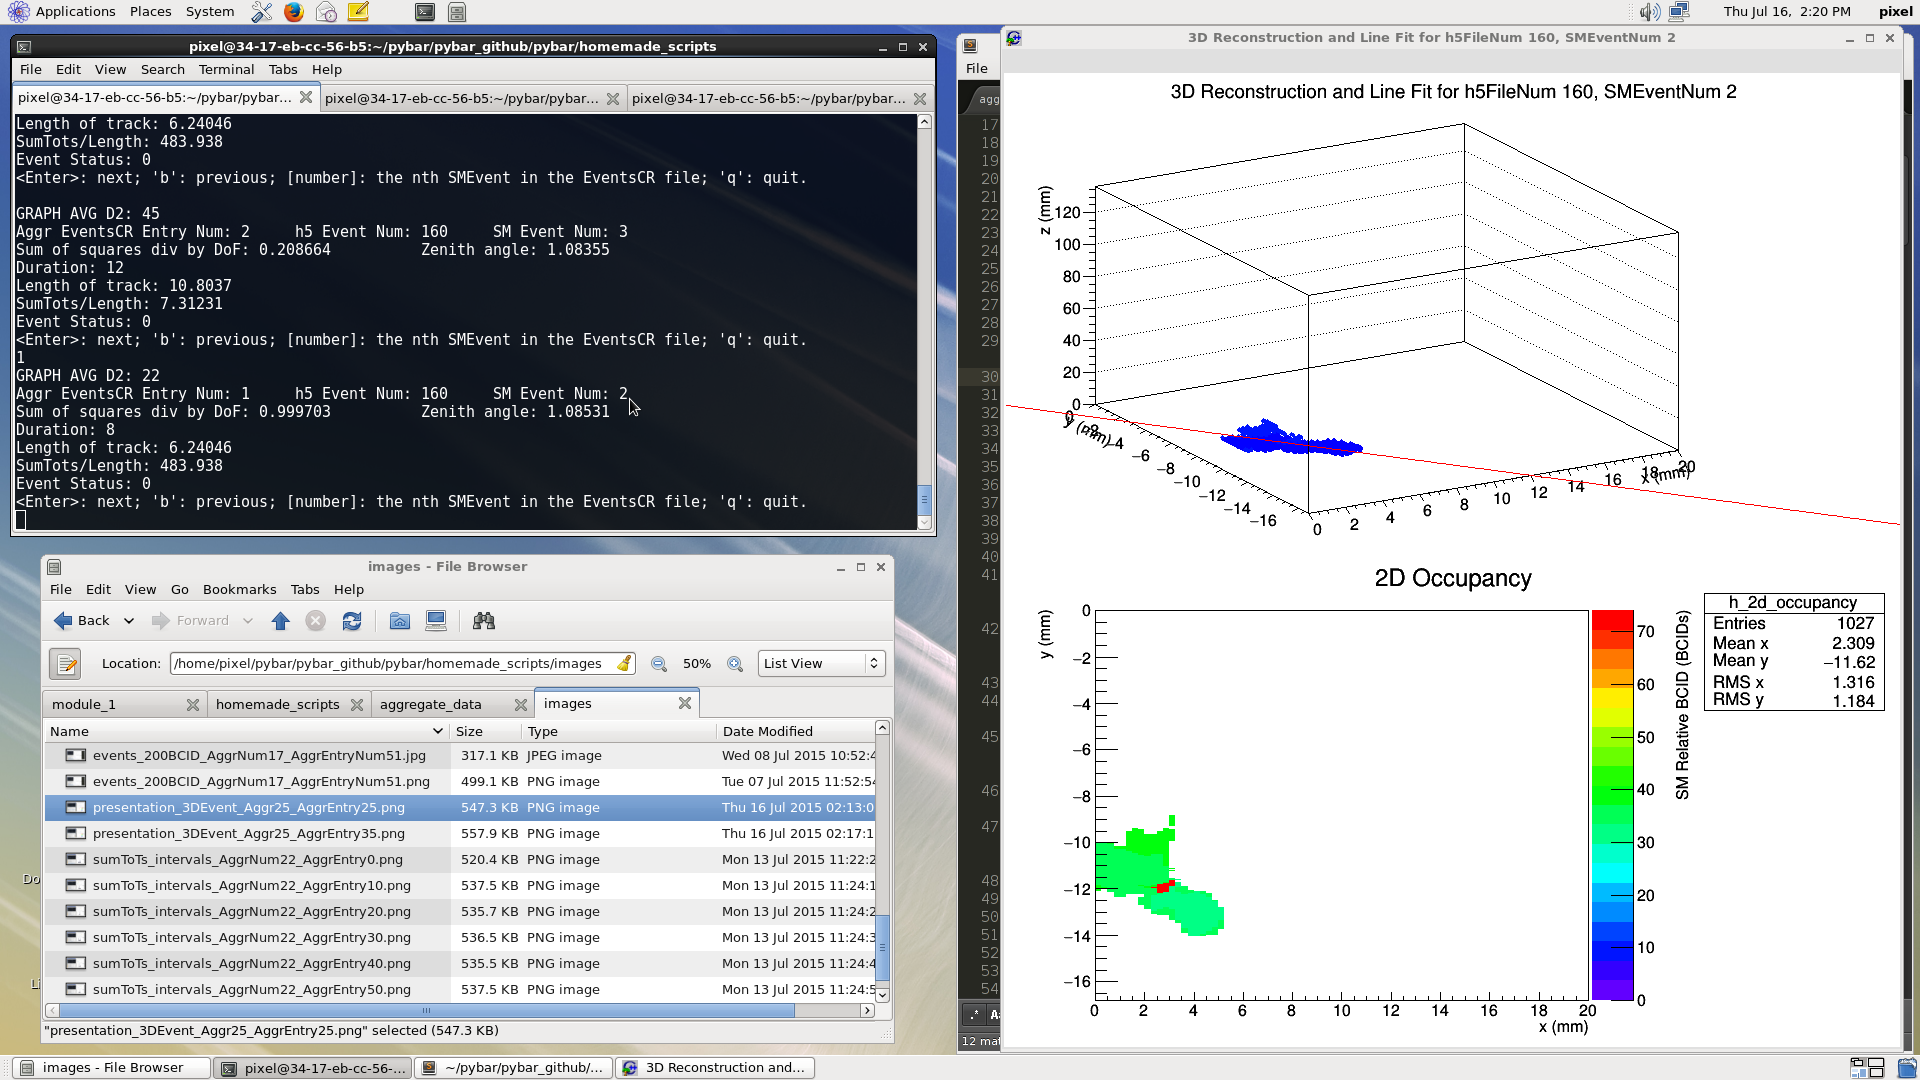 Applications Places System
Thu Jul 16, 2:20 PM pixel
pixel@34-17-eb-cc-56-b5:~/pybar/pybar_github/pybar/homemade_scripts
File Edit View Search Terminal Tabs Help
pixel@34-17-eb-cc-56-b5:~/pybar/pybar... pixel@34-17-eb-cc-56-b5:~/pybar/pybar... pixel@34-17-eb-cc-56-b5:~/pybar/pybar...
Length of track: 6.24046
SumTots/Length: 483.938
Event Status: 0
<Enter>: next; 'b': previous; [number]: the nth SMEvent in the EventsCR file; 'q': quit.
GRAPH AVG D2: 45
Aggr EventsCR Entry Num: 2 h5 Event Num: 160 SM Event Num: 3
Sum of squares div by DoF: 0.208664 Zenith angle: 1.08355
Duration: 12
Length of track: 10.8037
SumTots/Length: 7.31231
Event Status: 0
<Enter>: next; 'b': previous; [number]: the nth SMEvent in the EventsCR file; 'q': quit.
1
GRAPH AVG D2: 22
Aggr EventsCR Entry Num: 1 h5 Event Num: 160 SM Event Num: 2
Sum of squares div by DoF: 0.999703 Zenith angle: 1.08531
Duration: 8
Length of track: 6.24046
SumTots/Length: 483.938
Event Status: 0
<Enter>: next; 'b': previous; [number]: the nth SMEvent in the EventsCR file; 'q': quit.
images - File Browser
File Edit View Go Bookmarks Tabs Help
Back Forward
Location: /home/pixel/pybar/pybar_github/pybar/homemade_scripts/images 50% List View
module_1 homemade_scripts aggregate_data images
Name Size Type Date Modified
events_200BCID_AggrNum17_AggrEntryNum51.jpg 317.1 KB JPEG image Wed 08 Jul 2015 10:52:4
events_200BCID_AggrNum17_AggrEntryNum51.png 499.1 KB PNG image Tue 07 Jul 2015 11:52:54
presentation_3DEvent_Aggr25_AggrEntry25.png 547.3 KB PNG image Thu 16 Jul 2015 02:13:0
presentation_3DEvent_Aggr25_AggrEntry35.png 557.9 KB PNG image Thu 16 Jul 2015 02:17:1
sumToTs_intervals_AggrNum22_AggrEntry0.png 520.4 KB PNG image Mon 13 Jul 2015 11:22:2
sumToTs_intervals_AggrNum22_AggrEntry10.png 537.5 KB PNG image Mon 13 Jul 2015 11:24:1
sumToTs_intervals_AggrNum22_AggrEntry20.png 535.7 KB PNG image Mon 13 Jul 2015 11:24:2
sumToTs_intervals_AggrNum22_AggrEntry30.png 536.5 KB PNG image Mon 13 Jul 2015 11:24:3
sumToTs_intervals_AggrNum22_AggrEntry40.png 535.5 KB PNG image Mon 13 Jul 2015 11:24:4
sumToTs_intervals_AggrNum22_AggrEntry50.png 537.5 KB PNG image Mon 13 Jul 2015 11:24:5
"presentation_3DEvent_Aggr25_AggrEntry25.png" selected (547.3 KB)
Do
Li
File
agg
17
18
19
20
21
22
23
24
25
26
27
28
29
30
31
32
33
34
35
36
37
38
39
40
41
42
43
44
45
46
47
48
49
50
51
52
53
54
.* A
12 mat
3D Reconstruction and Line Fit for h5FileNum 160, SMEventNum 2
3D Reconstruction and Line Fit for h5FileNum 160, SMEventNum 2
z (mm)
120
100
80
60
40
20
0
y (mm)
0 −2 −4 −6 −8 −10 −12 −14 −16
0 2 4 6 8 10 12 14 16 18 20
x (mm)
2D Occupancy
y (mm)
0
−2
−4
−6
−8
−10
−12
−14
−16
0 2 4 6 8 10 12 14 16 18 20
x (mm)
70
60
50
40
30
20
10
0
SM Relative BCID (BCIDs)
h_2d_occupancy
Entries 1027
Mean x 2.309
Mean y −11.62
RMS x 1.316
RMS y 1.184
images - File Browser pixel@34-17-eb-cc-56-... ~/pybar/pybar_github/... 3D Reconstruction and...